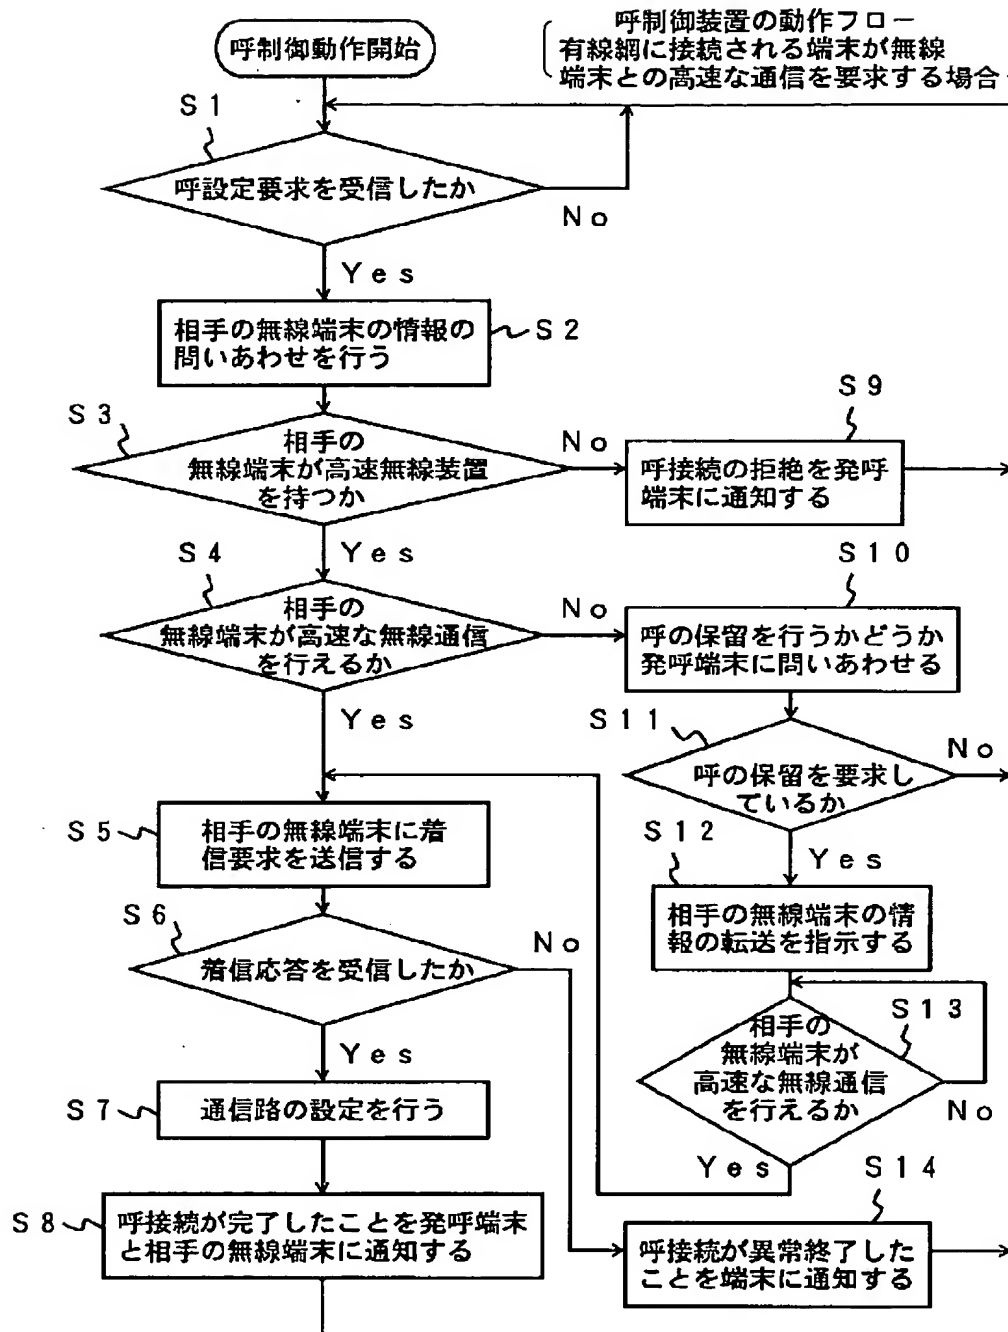 呼制御動作開始
呼制御装置の動作フロー
有線網に接続される端末が無線
端末との高速な通信を要求する場合
S1
呼設定要求を受信したか
No
Yes
相手の無線端末の情報の
問いあわせを行う
S2
S3
相手の
無線端末が高速無線装置
を持つか
No
Yes
S9
呼接続の拒絶を発呼
端末に通知する
S4
相手の
無線端末が高速な無線通信
を行えるか
No
Yes
S10
呼の保留を行うかどうか
発呼端末に問いあわせる
S11
呼の保留を要求し
ているか
No
Yes
S5
相手の無線端末に着
信要求を送信する
S12
相手の無線端末の情
報の転送を指示する
S6
着信応答を受信したか
No
Yes
S13
相手の
無線端末が
高速な無線通信
を行えるか
No
Yes
S7
通信路の設定を行う
S8
呼接続が完了したことを発呼端末
と相手の無線端末に通知する
S14
呼接続が異常終了した
ことを端末に通知する